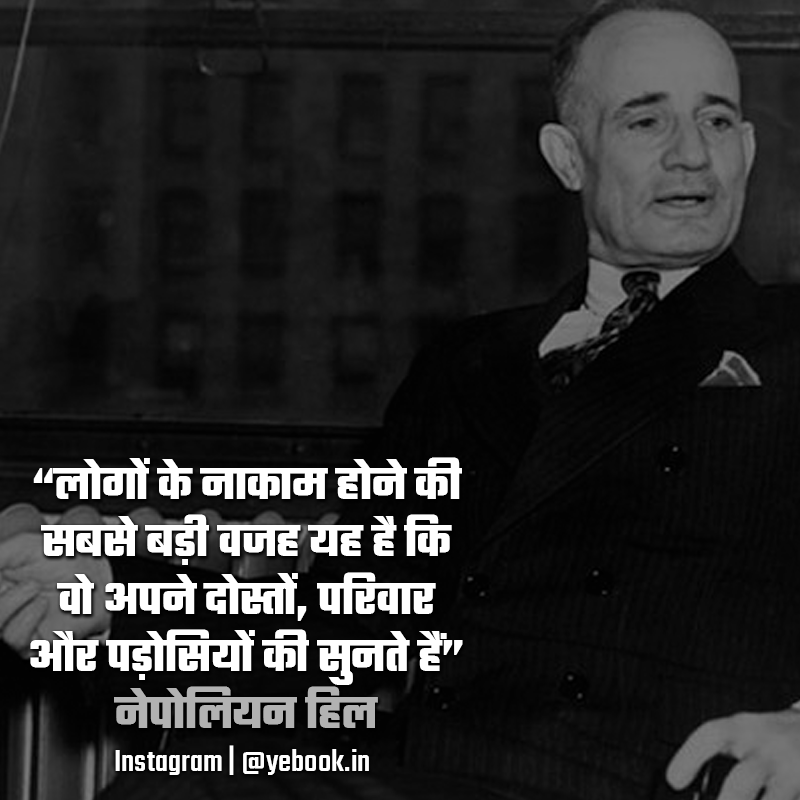 “लोगों के नाकाम होने की
सबसे बड़ी वजह यह है कि
वो अपने दोस्तों, परिवार
और पड़ोसियों की सुनते हैं”
नेपोलियन हिल
Instagram | @yebook.in